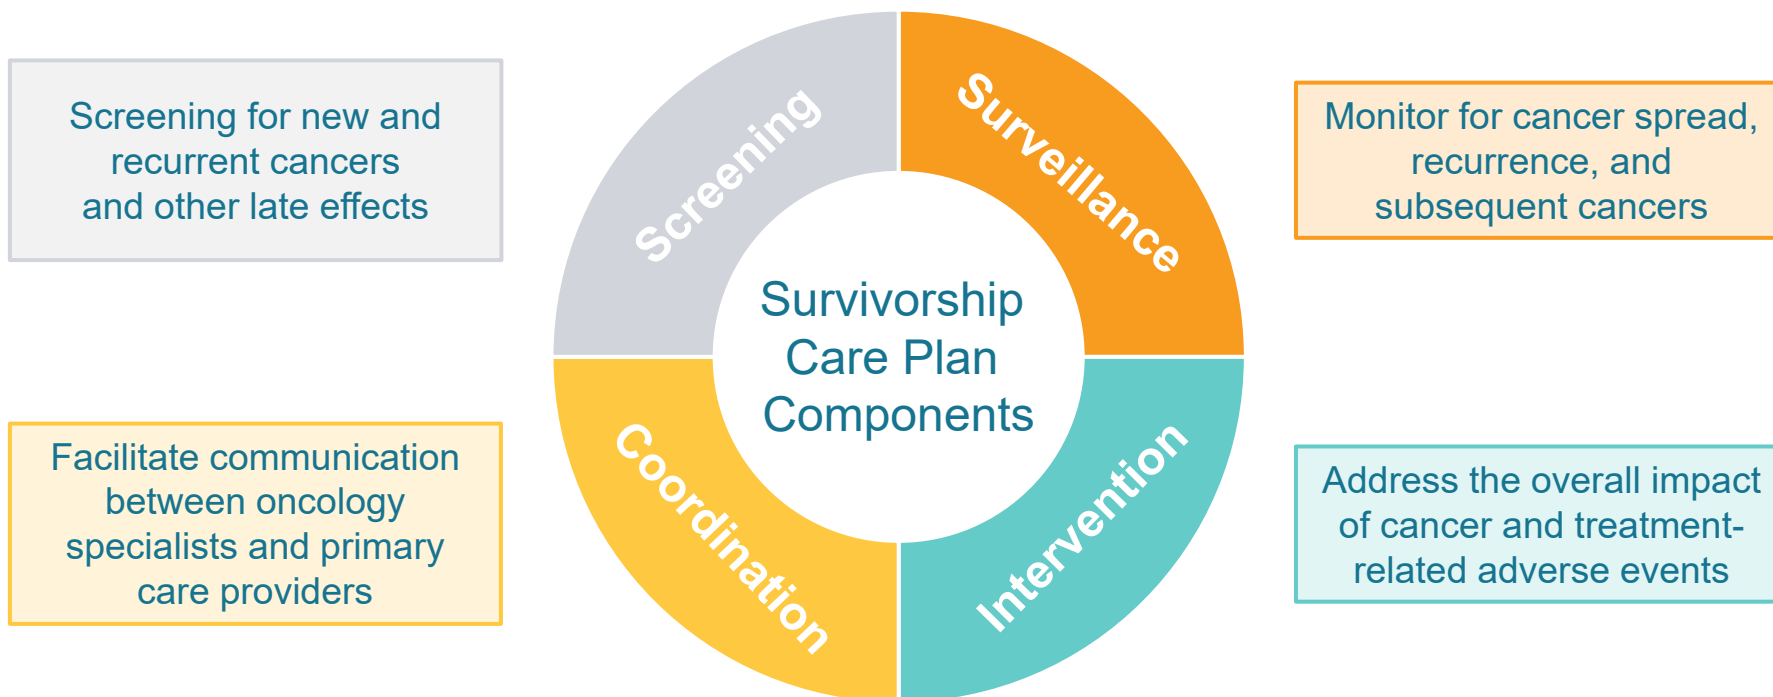 Screening for new and
recurrent cancers
and other late effects
Screening
Surveillance
Monitor for cancer spread,
recurrence, and
subsequent cancers
Survivorship
Care Plan
Components
Facilitate communication
between oncology
specialists and primary
care providers
Coordination
Intervention
Address the overall impact
of cancer and treatment-
related adverse events